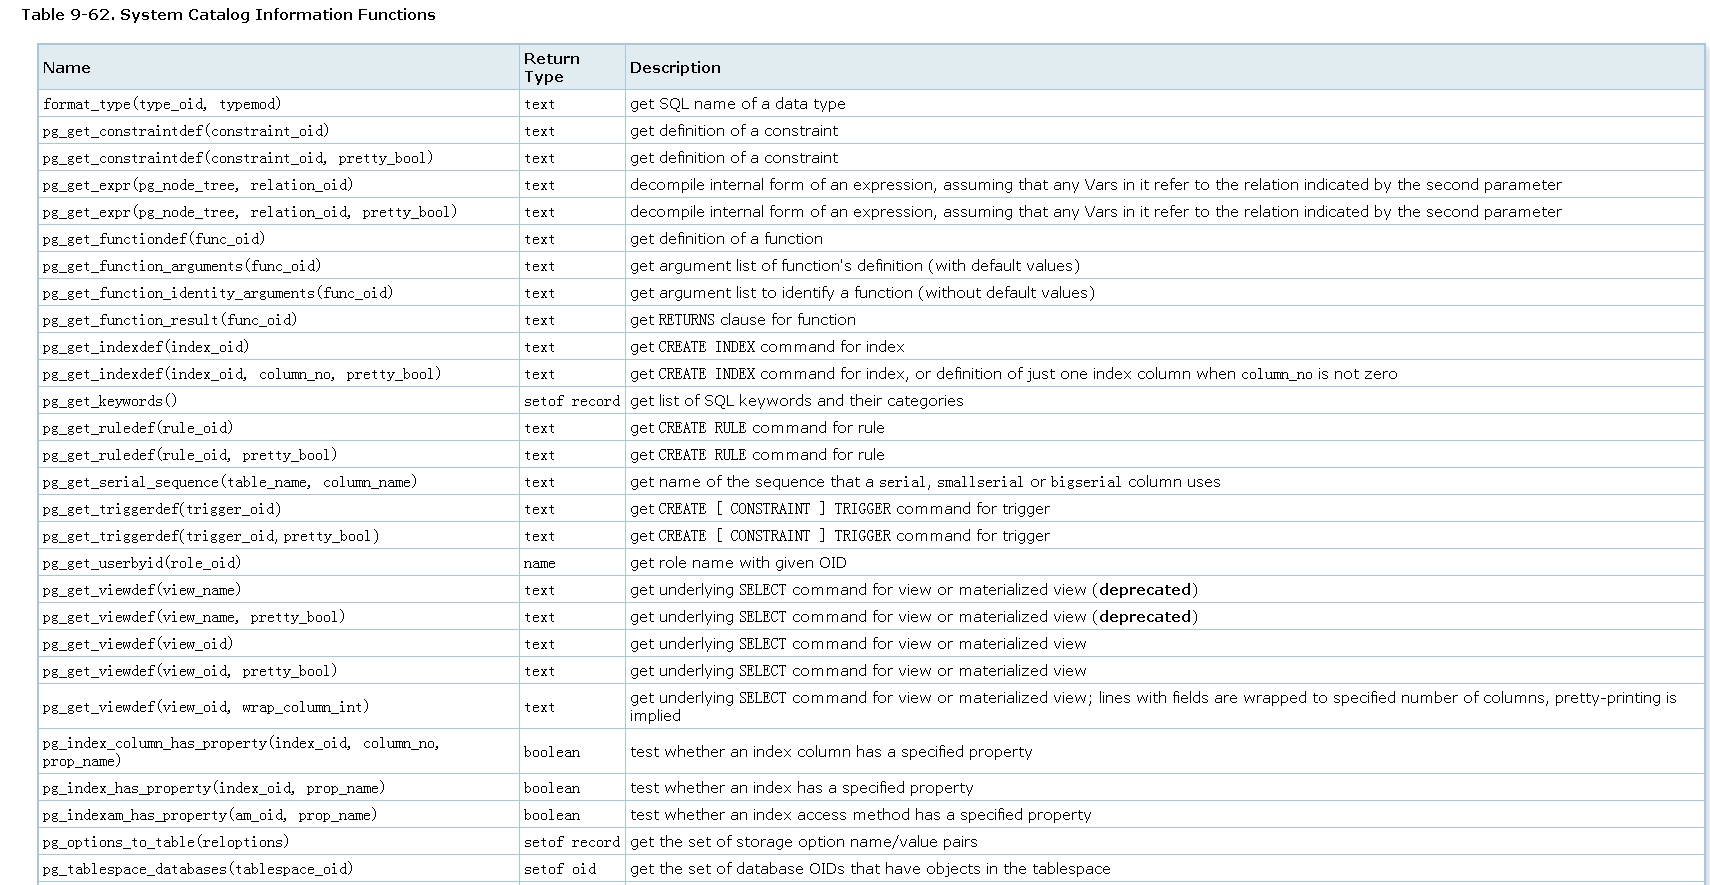 Table 9-62. System Catalog Information Functions
Name Return Type Description
format_type(type_oid, typemod) text get SQL name of a data type
pg_get_constraintdef(constraint_oid) text get definition of a constraint
pg_get_constraintdef(constraint_oid, pretty_bool) text get definition of a constraint
pg_get_expr(pg_node_tree, relation_oid) text decompile internal form of an expression, assuming that any Vars in it refer to the relation indicated by the second parameter
pg_get_expr(pg_node_tree, relation_oid, pretty_bool) text decompile internal form of an expression, assuming that any Vars in it refer to the relation indicated by the second parameter
pg_get_functiondef(func_oid) text get definition of a function
pg_get_function_arguments(func_oid) text get argument list of function's definition (with default values)
pg_get_function_identity_arguments(func_oid) text get argument list to identify a function (without default values)
pg_get_function_result(func_oid) text get RETURNS clause for function
pg_get_indexdef(index_oid) text get CREATE INDEX command for index
pg_get_indexdef(index_oid, column_no, pretty_bool) text get CREATE INDEX command for index, or definition of just one index column when column_no is not zero
pg_get_keywords() setof record get list of SQL keywords and their categories
pg_get_ruledef(rule_oid) text get CREATE RULE command for rule
pg_get_ruledef(rule_oid, pretty_bool) text get CREATE RULE command for rule
pg_get_serial_sequence(table_name, column_name) text get name of the sequence that a serial, smallserial or bigserial column uses
pg_get_triggerdef(trigger_oid) text get CREATE [ CONSTRAINT ] TRIGGER command for trigger
pg_get_triggerdef(trigger_oid, pretty_bool) text get CREATE [ CONSTRAINT ] TRIGGER command for trigger
pg_get_userbyid(role_oid) name get role name with given OID
pg_get_viewdef(view_name) text get underlying SELECT command for view or materialized view (deprecated)
pg_get_viewdef(view_name, pretty_bool) text get underlying SELECT command for view or materialized view (deprecated)
pg_get_viewdef(view_oid) text get underlying SELECT command for view or materialized view
pg_get_viewdef(view_oid, pretty_bool) text get underlying SELECT command for view or materialized view
pg_get_viewdef(view_oid, wrap_column_int) text get underlying SELECT command for view or materialized view; lines with fields are wrapped to specified number of columns, pretty-printing is
implied
pg_index_column_has_property(index_oid, column_no,
prop_name) boolean test whether an index column has a specified property
pg_index_has_property(index_oid, prop_name) boolean test whether an index has a specified property
pg_indexam_has_property(am_oid, prop_name) boolean test whether an index access method has a specified property
pg_options_to_table(reloptions) setof record get the set of storage option name/value pairs
pg_tablespace_databases(tablespace_oid) setof oid get the set of database OIDs that have objects in the tablespace